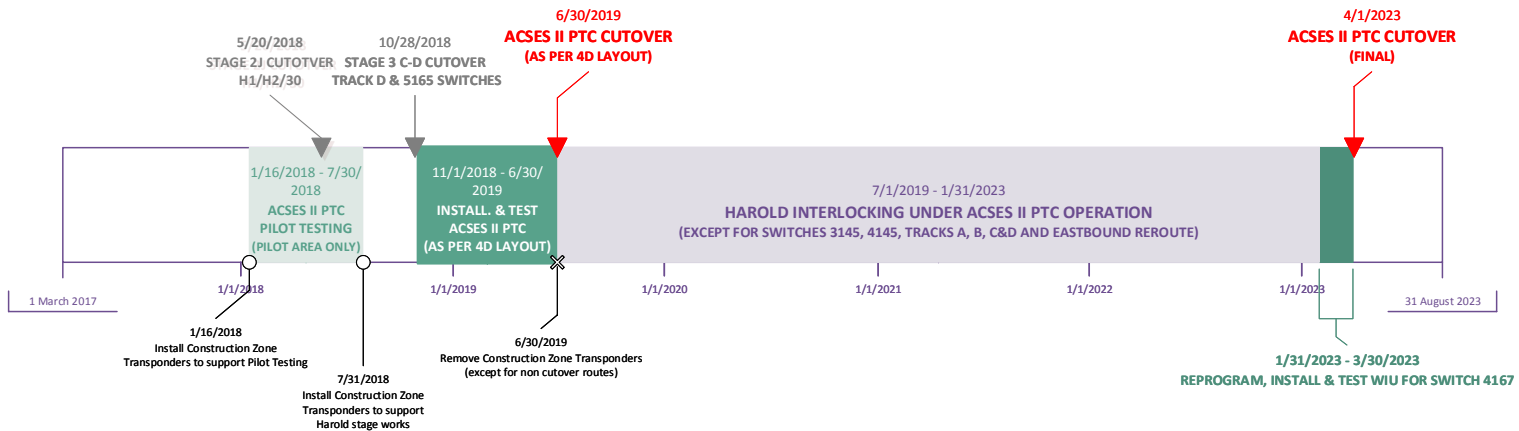 5/20/2018
STAGE 2J CUTOTVER
H1/H2/30
10/28/2018
STAGE 3 C-D CUTOVER
TRACK D & 5165 SWITCHES
6/30/2019
ACSES II PTC CUTOVER
(AS PER 4D LAYOUT)
4/1/2023
ACSES II PTC CUTOVER
(FINAL)
1/16/2018 - 7/30/
2018
ACSES II PTC
PILOT TESTING
(PILOT AREA ONLY)
11/1/2018 - 6/30/
2019
INSTALL. & TEST
ACSES II PTC
(AS PER 4D LAYOUT)
7/1/2019 - 1/31/2023
HAROLD INTERLOCKING UNDER ACSES II PTC OPERATION
(EXCEPT FOR SWITCHES 3145, 4145, TRACKS A, B, C&D AND EASTBOUND REROUTE)
1/1/2018
1/1/2019
1/1/2020
1/1/2021
1/1/2022
1/1/2023
1 March 2017
31 August 2023
1/16/2018
Install Construction Zone
Transponders to support Pilot Testing
7/31/2018
Install Construction Zone
Transponders to support
Harold stage works
6/30/2019
Remove Construction Zone Transponders
(except for non cutover routes)
1/31/2023 - 3/30/2023
REPROGRAM, INSTALL & TEST WIU FOR SWITCH 4167